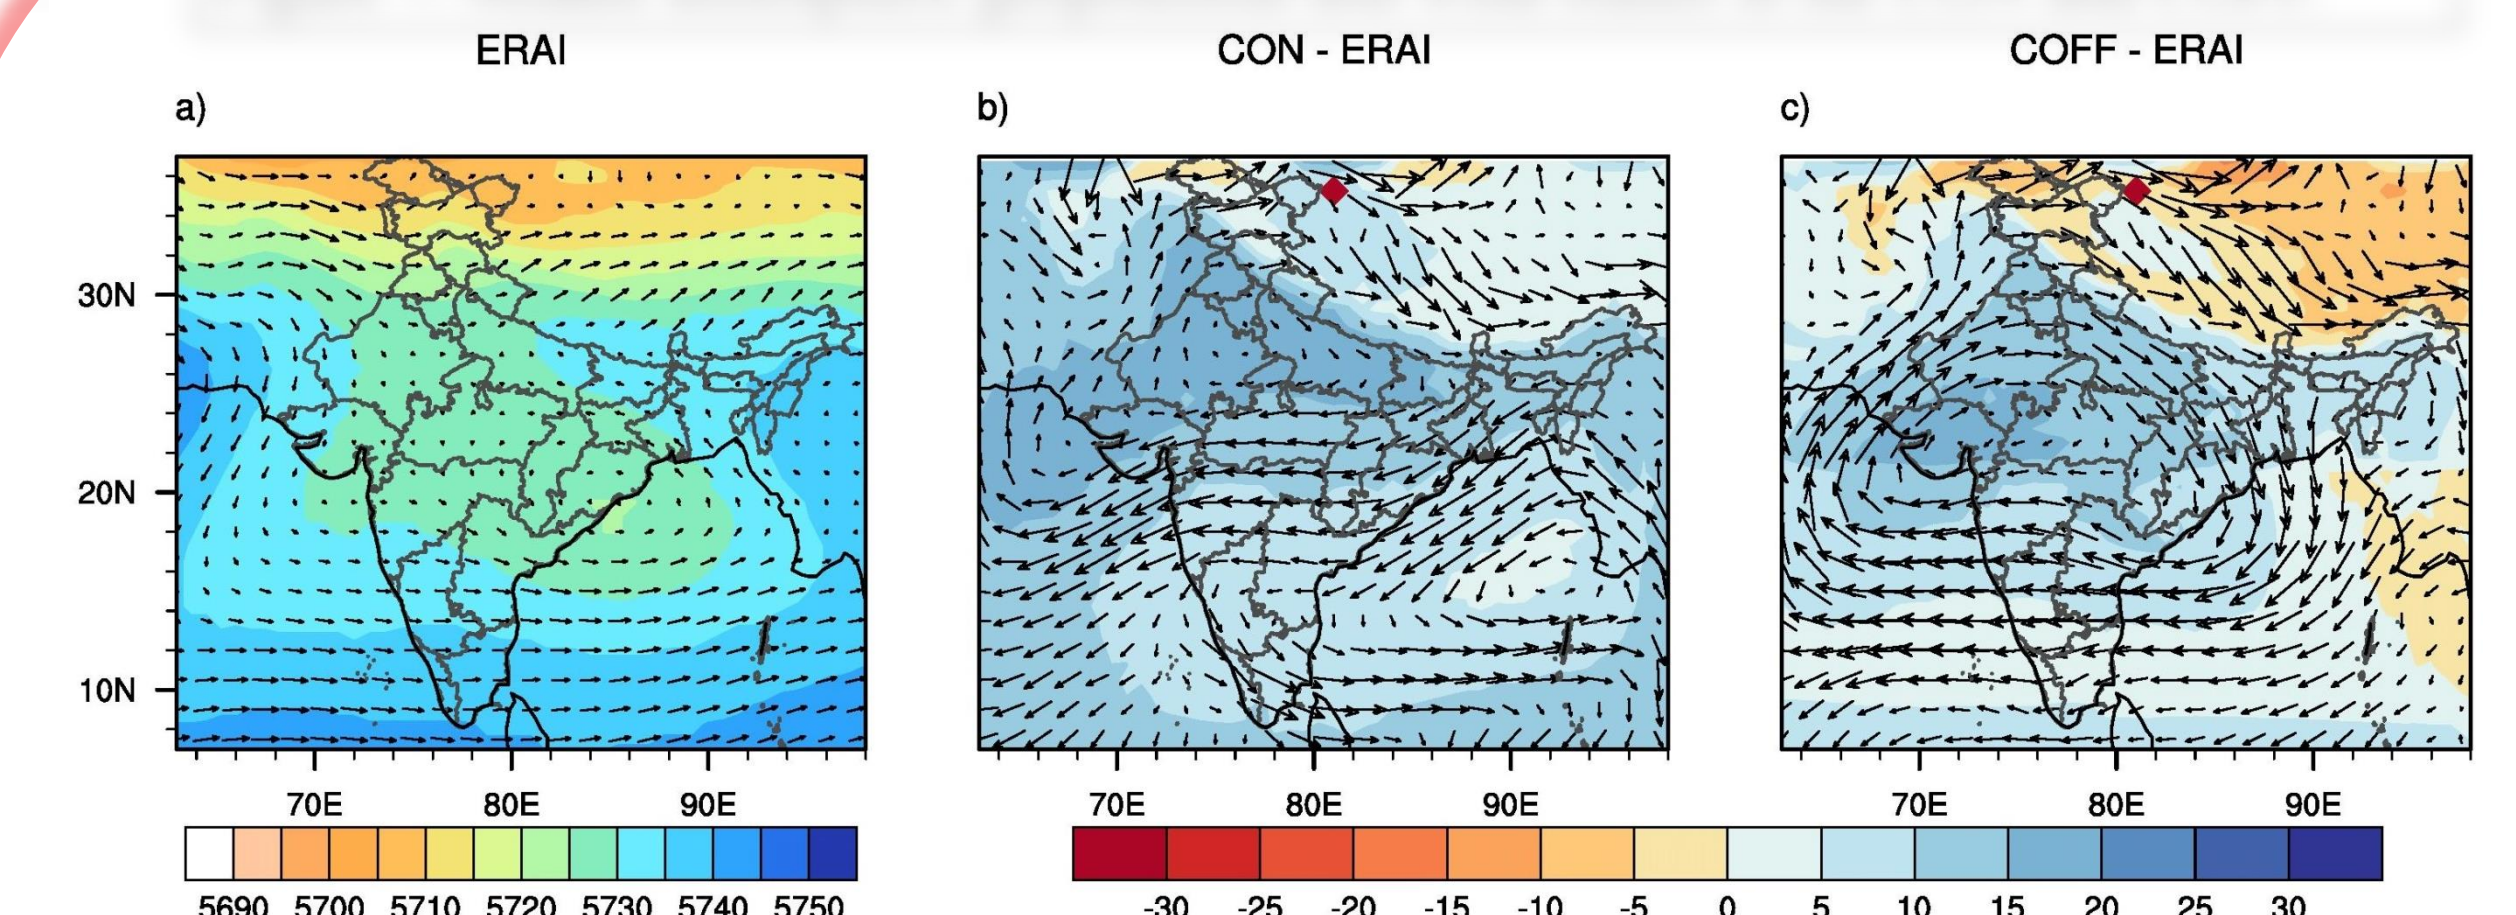 ERAI
CON - ERAI
COFF - ERAI
a)
b)
c)
30N
20N
10N
70E 80E 90E
70E 80E 90E
70E 80E 90E
5690 5700 5710 5720 5730 5740 5750
-30 -25 -20 -15 -10 -5 0 5 10 15 20 25 30